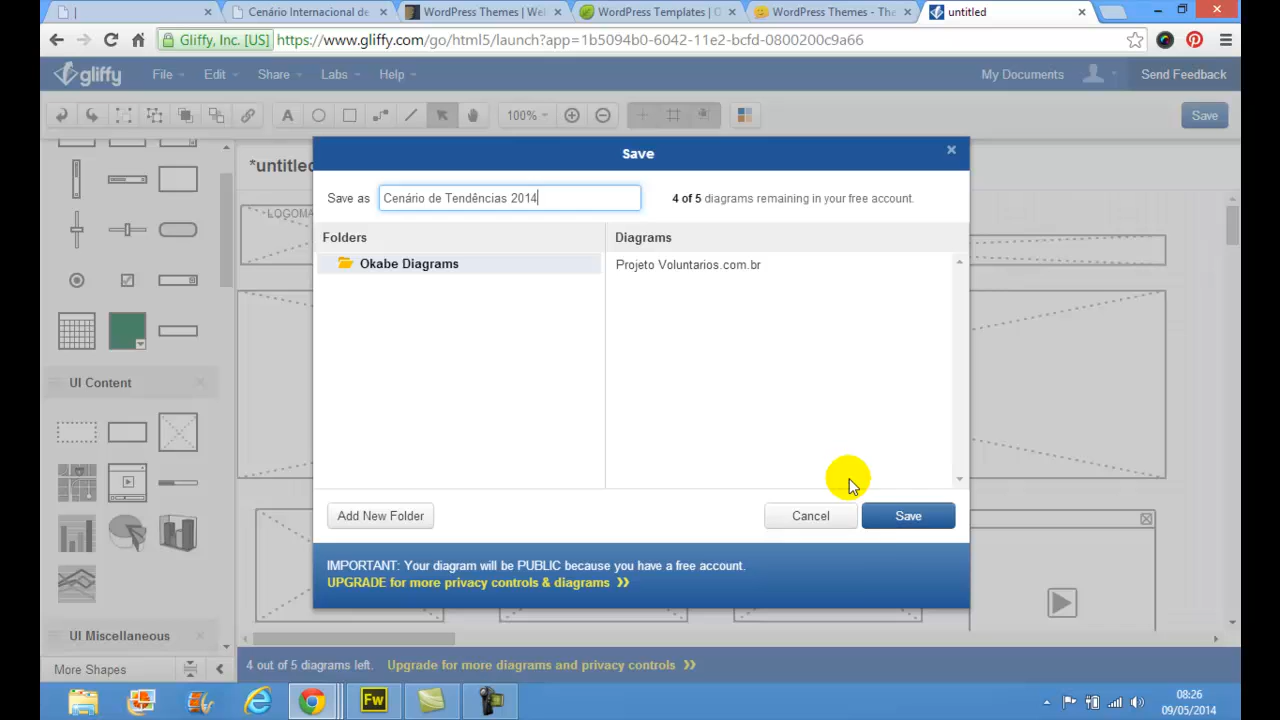 |
Cenário Internacional de
WordPress Themes | Wel
WordPress Templates | O
WordPress Themes - The
untitled
Gliffy, Inc. [US] https://www.gliffy.com/go/html5/launch?app=1b5094b0-6042-11e2-bcfd-0800200c9a66
gliffy File Edit Share Labs Help My Documents Send Feedback
A 100% Save
*untitled
LOGOMA
Save
Save as Cenário de Tendências 2014 4 of 5 diagrams remaining in your free account.
Folders Diagrams
Okabe Diagrams Projeto Voluntarios.com.br
UI Content
Add New Folder Cancel Save
IMPORTANT: Your diagram will be PUBLIC because you have a free account.
UPGRADE for more privacy controls & diagrams
UI Miscellaneous
More Shapes
4 out of 5 diagrams left. Upgrade for more diagrams and privacy controls
Fw
08:26
09/05/2014